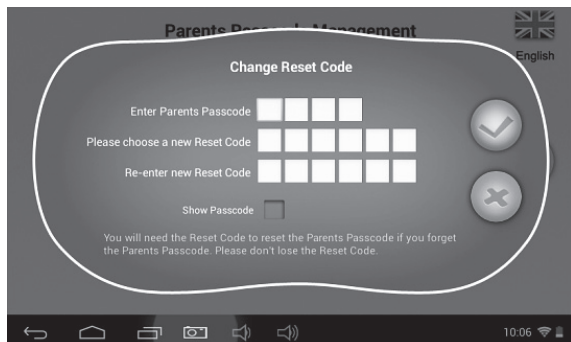 Parents Passcode Management
English
Change Reset Code
Enter Parents Passcode
Please choose a new Reset Code
Re-enter new Reset Code
Show Passcode
You will need the Reset Code to reset the Parents Passcode if you forget
the Parents Passcode. Please don't lose the Reset Code.
10:06